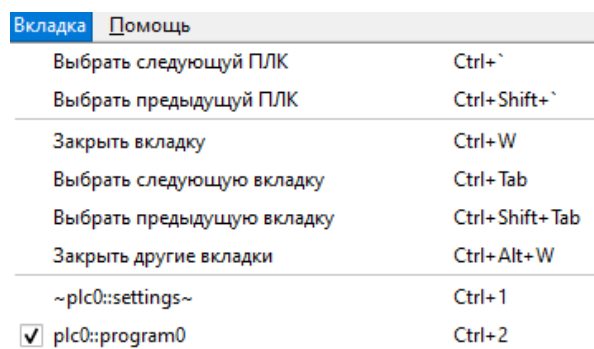 Вкладка Помощь
Выбрать следующуй ПЛК Ctrl+`
Выбрать предыдущуй ПЛК Ctrl+Shift+`
Закрыть вкладку Ctrl+W
Выбрать следующую вкладку Ctrl+Tab
Выбрать предыдущую вкладку Ctrl+Shift+Tab
Закрыть другие вкладки Ctrl+Alt+W
~plc0::settings~ Ctrl+1
plc0::program0 Ctrl+2